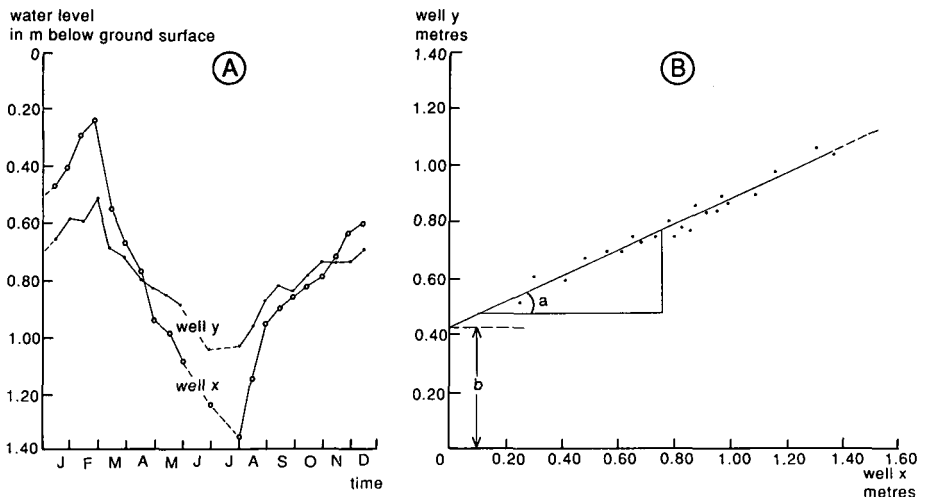 water level
in m below ground surface
A
0
0.20
0.40
0.60
0.80
1.00
1.20
1.40
well y
well x
J F M A M J J A S O N D
time
well y
metres
B
1.40
1.20
1.00
0.80
0.60
0.40
0.20
a
b
0 0.20 0.40 0.60 0.80 1.00 1.20 1.40 1.60
well x
metres